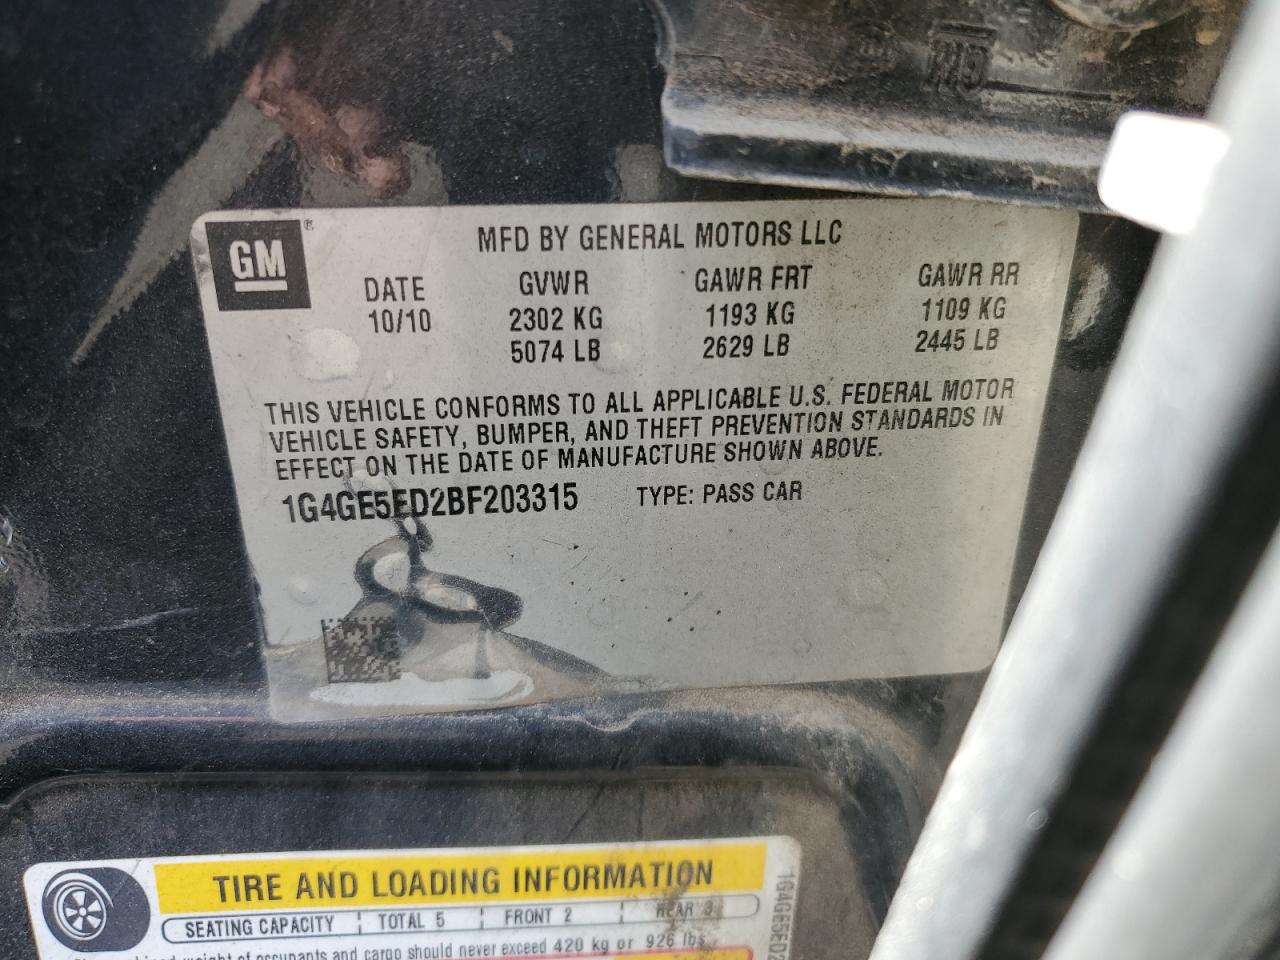 GM
GM ®
MFD BY GENERAL MOTORS LLC
DATE GVWR GAWR FRT GAWR RR
10/10 2302 KG 1193 KG 1109 KG
5074 LB 2629 LB 2445 LB
THIS VEHICLE CONFORMS TO ALL APPLICABLE U.S. FEDERAL MOTOR
VEHICLE SAFETY, BUMPER, AND THEFT PREVENTION STANDARDS IN
EFFECT ON THE DATE OF MANUFACTURE SHOWN ABOVE.
1G4GE5ED2BF203315 TYPE: PASS CAR
TIRE AND LOADING INFORMATION
SEATING CAPACITY TOTAL 5 FRONT 2 REAR 3
weight of occupants and cargo should never exceed 420 kg or 926 lbs.
1G4GE5ED2